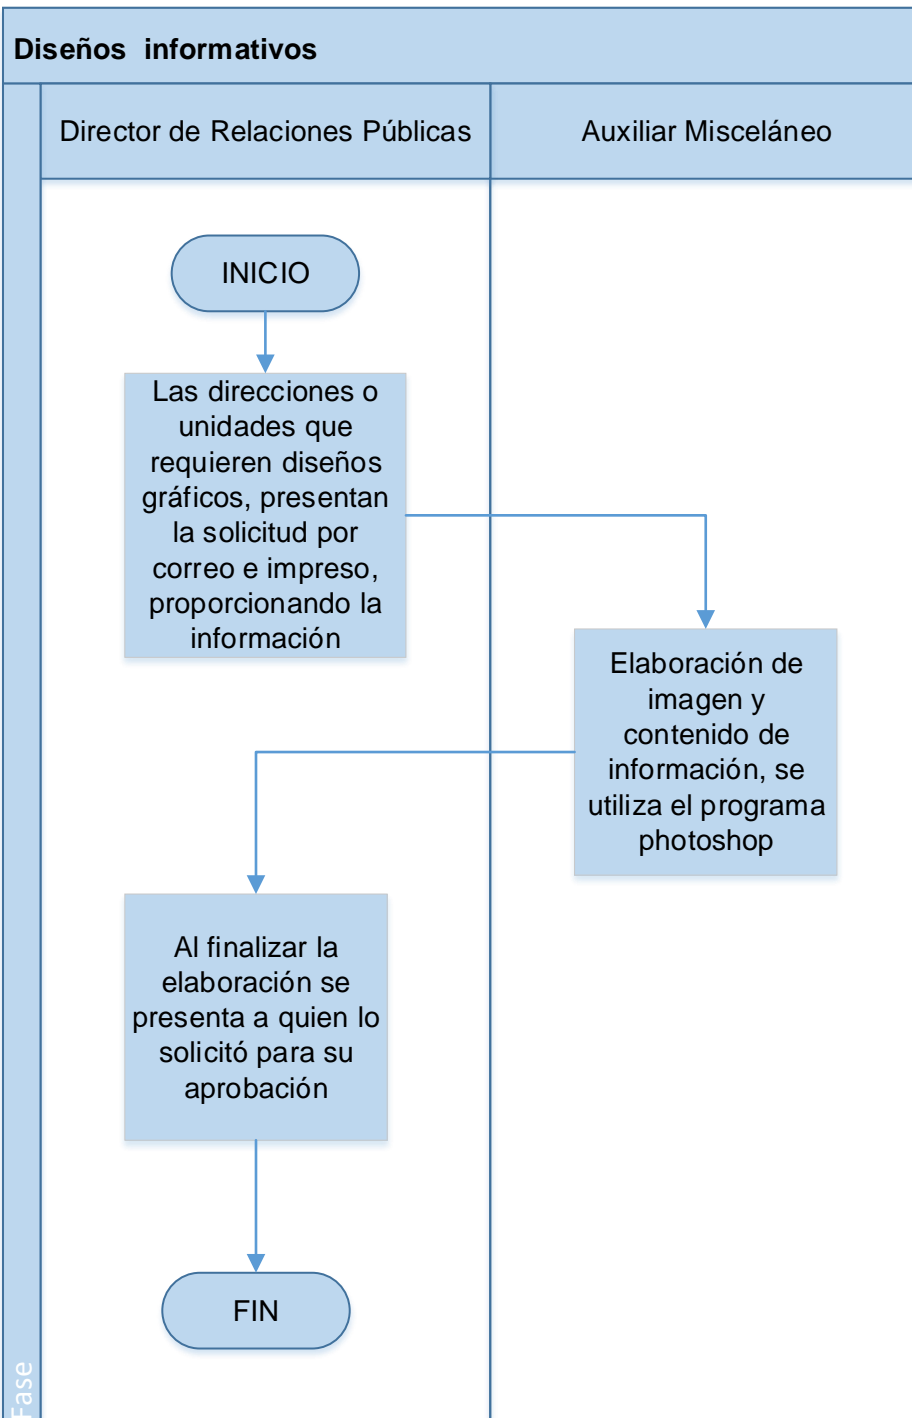 Diseños informativos
Director de Relaciones Públicas
Auxiliar Misceláneo
INICIO
Las direcciones o
unidades que
requieren diseños
gráficos, presentan
la solicitud por
correo e impreso,
proporcionando la
información
Elaboración de
imagen y
contenido de
información, se
utiliza el programa
photoshop
Al finalizar la
elaboración se
presenta a quien lo
solicitó para su
aprobación
FIN
Fase